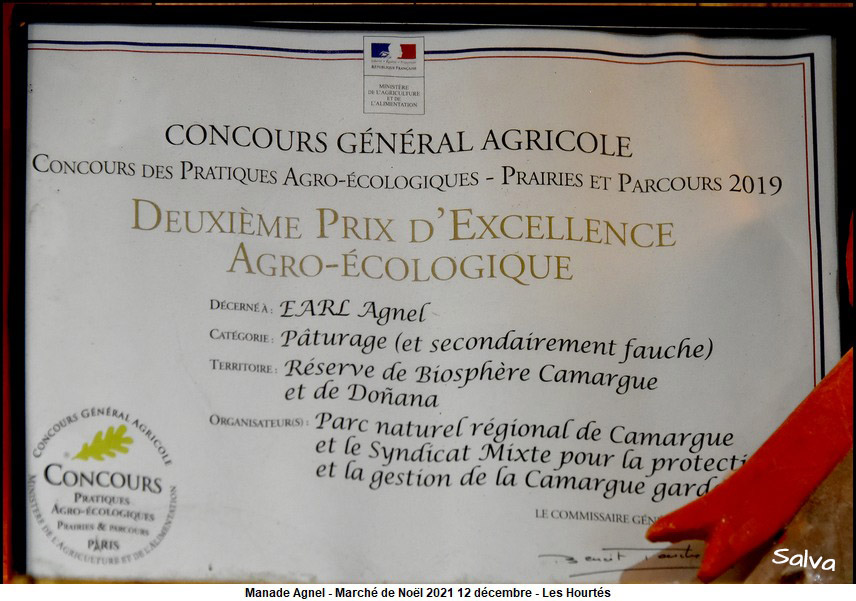 RÉPUBLIQUE FRANÇAISE
MINISTÈRE
DE L'AGRICULTURE
ET DE
L'ALIMENTATION
CONCOURS GÉNÉRAL AGRICOLE
CONCOURS DES PRATIQUES AGRO-ÉCOLOGIQUES - PRAIRIES ET PARCOURS 2019
DEUXIÈME PRIX D'EXCELLENCE
AGRO-ÉCOLOGIQUE
DÉCERNÉ À : EARL Agnel
CATÉGORIE : Pâturage (et secondairement fauche)
TERRITOIRE : Réserve de Biosphère Camargue
et de Doñana
ORGANISATEUR(S) : Parc naturel régional de Camargue
et le Syndicat Mixte pour la protecti
et la gestion de la Camargue gard
LE COMMISSAIRE GÉN
CONCOURS GÉNÉRAL AGRICOLE
CONCOURS
PRATIQUES
AGRO-ÉCOLOGIQUES
PRAIRIES & PARCOURS
PARIS
MINISTÈRE DE L'AGRICULTURE ET DE L'ALIMENTATION
Salva
Manade Agnel - Marché de Noël 2021 12 décembre - Les Hourtés